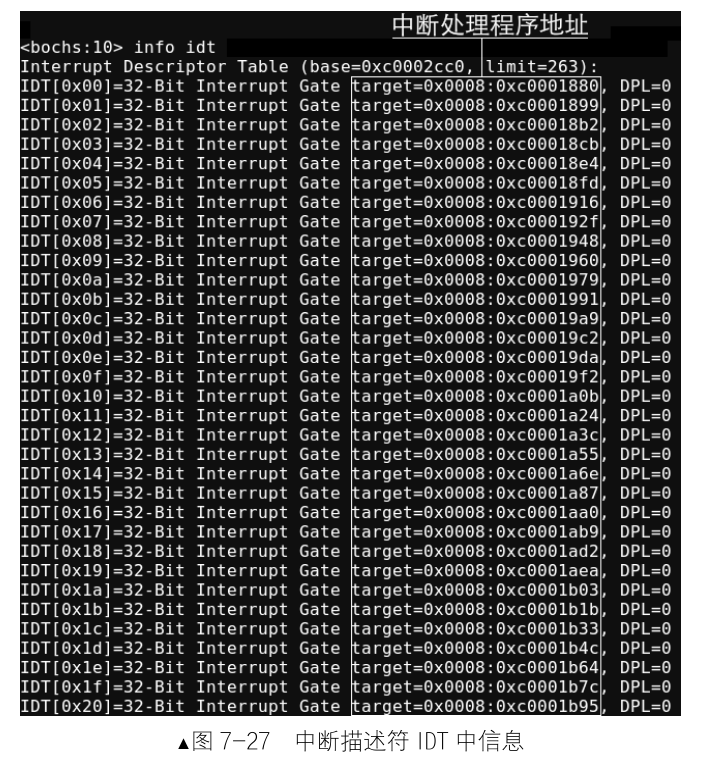 中断处理程序地址
<bochs:10> info idt
Interrupt Descriptor Table (base=0xc0002cc0, limit=263):
IDT[0x00]=32-Bit Interrupt Gate target=0x0008:0xc0001880, DPL=0
IDT[0x01]=32-Bit Interrupt Gate target=0x0008:0xc0001899, DPL=0
IDT[0x02]=32-Bit Interrupt Gate target=0x0008:0xc00018b2, DPL=0
IDT[0x03]=32-Bit Interrupt Gate target=0x0008:0xc00018cb, DPL=0
IDT[0x04]=32-Bit Interrupt Gate target=0x0008:0xc00018e4, DPL=0
IDT[0x05]=32-Bit Interrupt Gate target=0x0008:0xc00018fd, DPL=0
IDT[0x06]=32-Bit Interrupt Gate target=0x0008:0xc0001916, DPL=0
IDT[0x07]=32-Bit Interrupt Gate target=0x0008:0xc000192f, DPL=0
IDT[0x08]=32-Bit Interrupt Gate target=0x0008:0xc0001948, DPL=0
IDT[0x09]=32-Bit Interrupt Gate target=0x0008:0xc0001960, DPL=0
IDT[0x0a]=32-Bit Interrupt Gate target=0x0008:0xc0001979, DPL=0
IDT[0x0b]=32-Bit Interrupt Gate target=0x0008:0xc0001991, DPL=0
IDT[0x0c]=32-Bit Interrupt Gate target=0x0008:0xc00019a9, DPL=0
IDT[0x0d]=32-Bit Interrupt Gate target=0x0008:0xc00019c2, DPL=0
IDT[0x0e]=32-Bit Interrupt Gate target=0x0008:0xc00019da, DPL=0
IDT[0x0f]=32-Bit Interrupt Gate target=0x0008:0xc00019f2, DPL=0
IDT[0x10]=32-Bit Interrupt Gate target=0x0008:0xc0001a0b, DPL=0
IDT[0x11]=32-Bit Interrupt Gate target=0x0008:0xc0001a24, DPL=0
IDT[0x12]=32-Bit Interrupt Gate target=0x0008:0xc0001a3c, DPL=0
IDT[0x13]=32-Bit Interrupt Gate target=0x0008:0xc0001a55, DPL=0
IDT[0x14]=32-Bit Interrupt Gate target=0x0008:0xc0001a6e, DPL=0
IDT[0x15]=32-Bit Interrupt Gate target=0x0008:0xc0001a87, DPL=0
IDT[0x16]=32-Bit Interrupt Gate target=0x0008:0xc0001aa0, DPL=0
IDT[0x17]=32-Bit Interrupt Gate target=0x0008:0xc0001ab9, DPL=0
IDT[0x18]=32-Bit Interrupt Gate target=0x0008:0xc0001ad2, DPL=0
IDT[0x19]=32-Bit Interrupt Gate target=0x0008:0xc0001aea, DPL=0
IDT[0x1a]=32-Bit Interrupt Gate target=0x0008:0xc0001b03, DPL=0
IDT[0x1b]=32-Bit Interrupt Gate target=0x0008:0xc0001b1b, DPL=0
IDT[0x1c]=32-Bit Interrupt Gate target=0x0008:0xc0001b33, DPL=0
IDT[0x1d]=32-Bit Interrupt Gate target=0x0008:0xc0001b4c, DPL=0
IDT[0x1e]=32-Bit Interrupt Gate target=0x0008:0xc0001b64, DPL=0
IDT[0x1f]=32-Bit Interrupt Gate target=0x0008:0xc0001b7c, DPL=0
IDT[0x20]=32-Bit Interrupt Gate target=0x0008:0xc0001b95, DPL=0
▲图 7-27 中断描述符 IDT 中信息